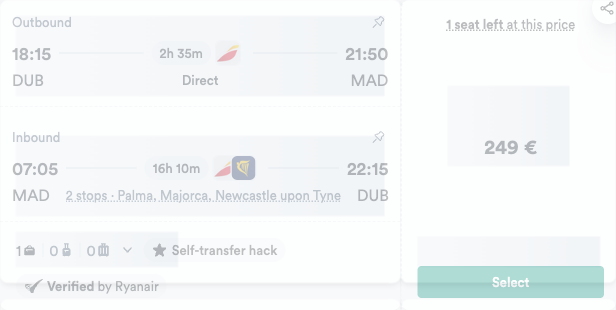 Outbound
1 seat left at this price
18:15 2h 35m 21:50
DUB Direct MAD
Inbound
249 €
07:05 16h 10m 22:15
MAD 2 stops · Palma, Majorca, Newcastle upon Tyne DUB
1 0 0 Self-transfer hack
Verified by Ryanair
Select